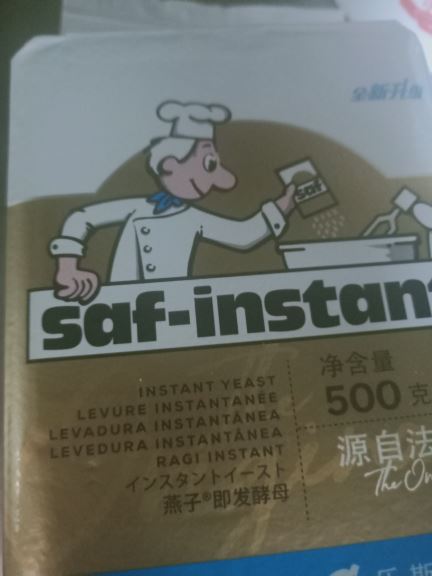 全新升级
saf
saf-instant
INSTANT YEAST
LEVURE INSTANTANÉE
LEVADURA INSTANTÁNEA
LEVEDURA INSTANTÂNEA
RAGI INSTANT
インスタントイースト
燕子®即发酵母
净含量
500克
源自法
The On